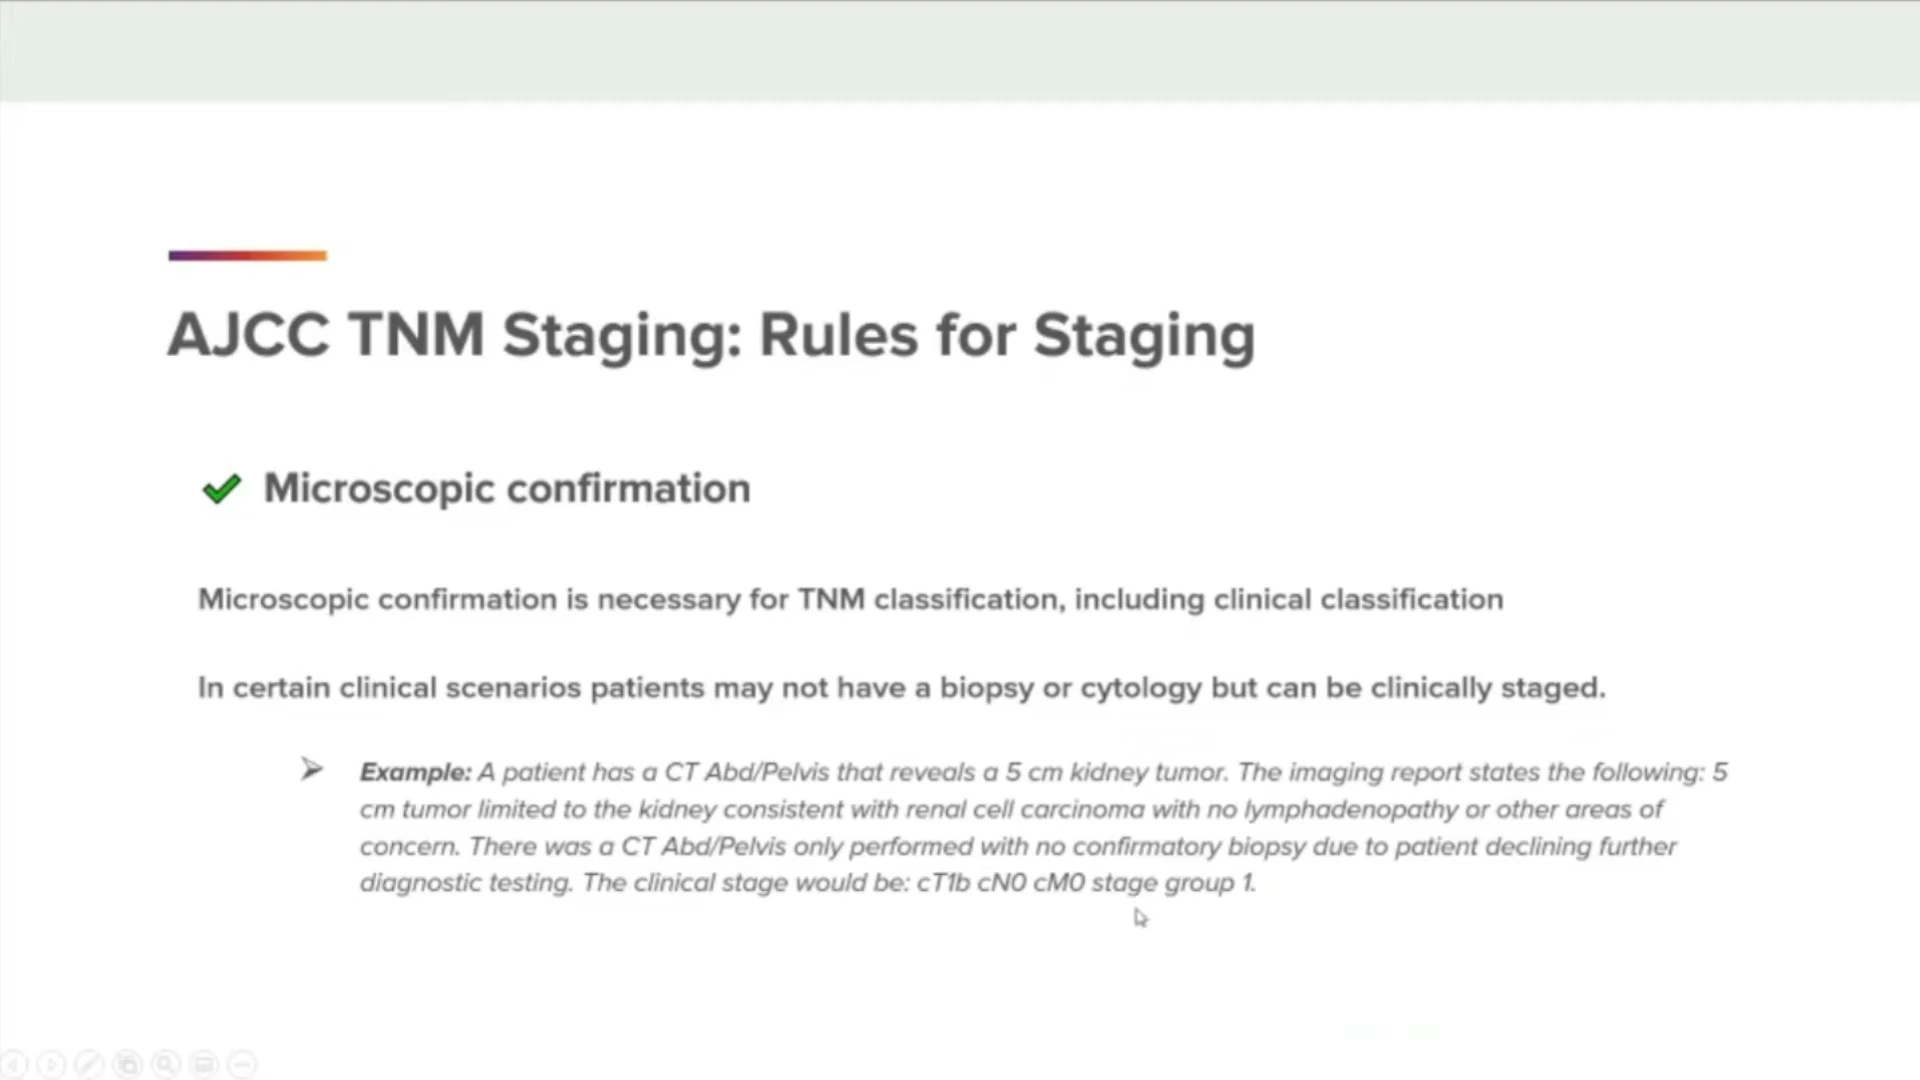 AJCC TNM Staging: Rules for Staging
Microscopic confirmation
Microscopic confirmation is necessary for TNM classification, including clinical classification
In certain clinical scenarios patients may not have a biopsy or cytology but can be clinically staged.
Example: A patient has a CT Abd/Pelvis that reveals a 5 cm kidney tumor. The imaging report states the following: 5
cm tumor limited to the kidney consistent with renal cell carcinoma with no lymphadenopathy or other areas of
concern. There was a CT Abd/Pelvis only performed with no confirmatory biopsy due to patient declining further
diagnostic testing. The clinical stage would be: cT1b cN0 cM0 stage group 1.